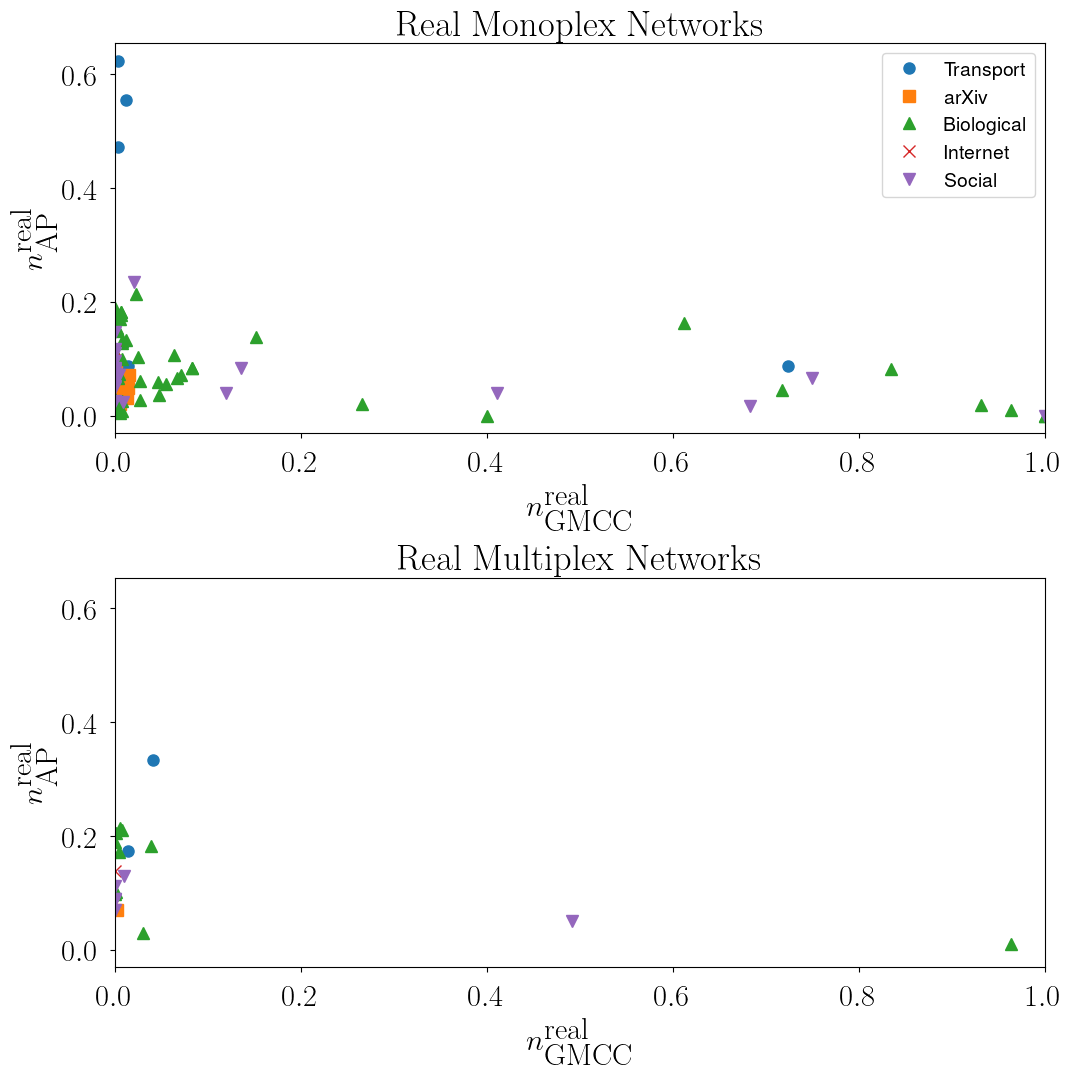 Real Monoplex Networks
0.6
0.4
0.2
0.0
n_AP^real
Transport
arXiv
Biological
Internet
Social
0.0 0.2 0.4 0.6 0.8 1.0
n_GMCC^real
Real Multiplex Networks
0.6
0.4
0.2
0.0
n_AP^real
0.0 0.2 0.4 0.6 0.8 1.0
n_GMCC^real